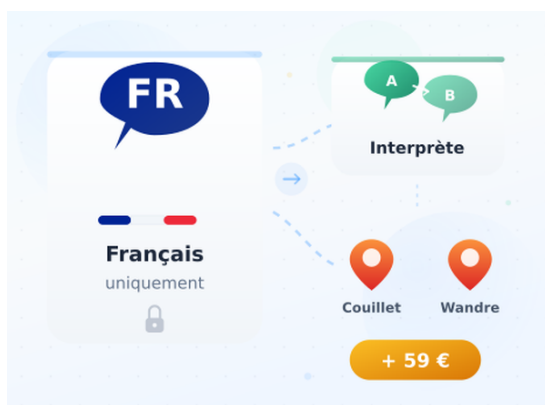 FR
Français
uniquement
A
B
Interprète
Couillet
Wandre
+ 59 €